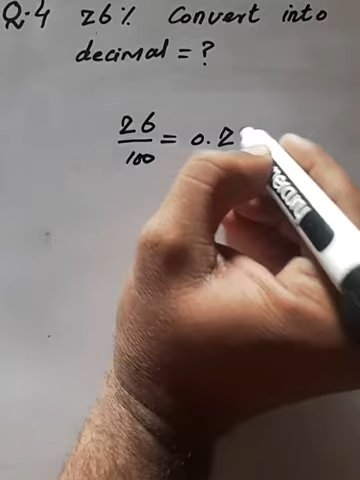 Q.4 26% Convert into
decimal = ?
26/100 = 0.2